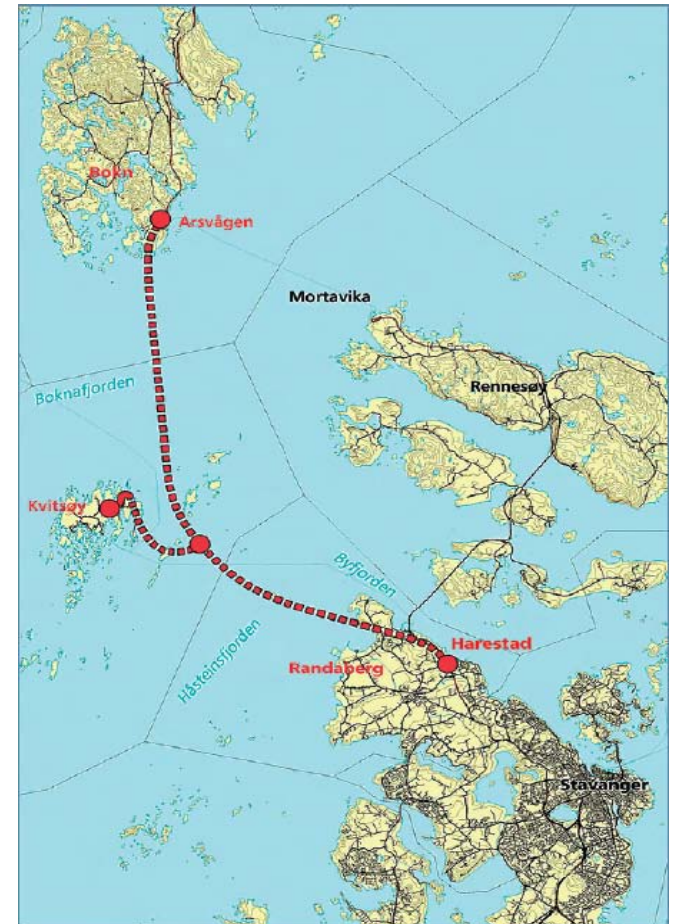 Bokn
Arsvågen
Mortavika
Boknafjorden
Rennesøy
Kvitsøy
Byfjorden
Håsteinsfjorden
Harestad
Randaberg
Stavanger